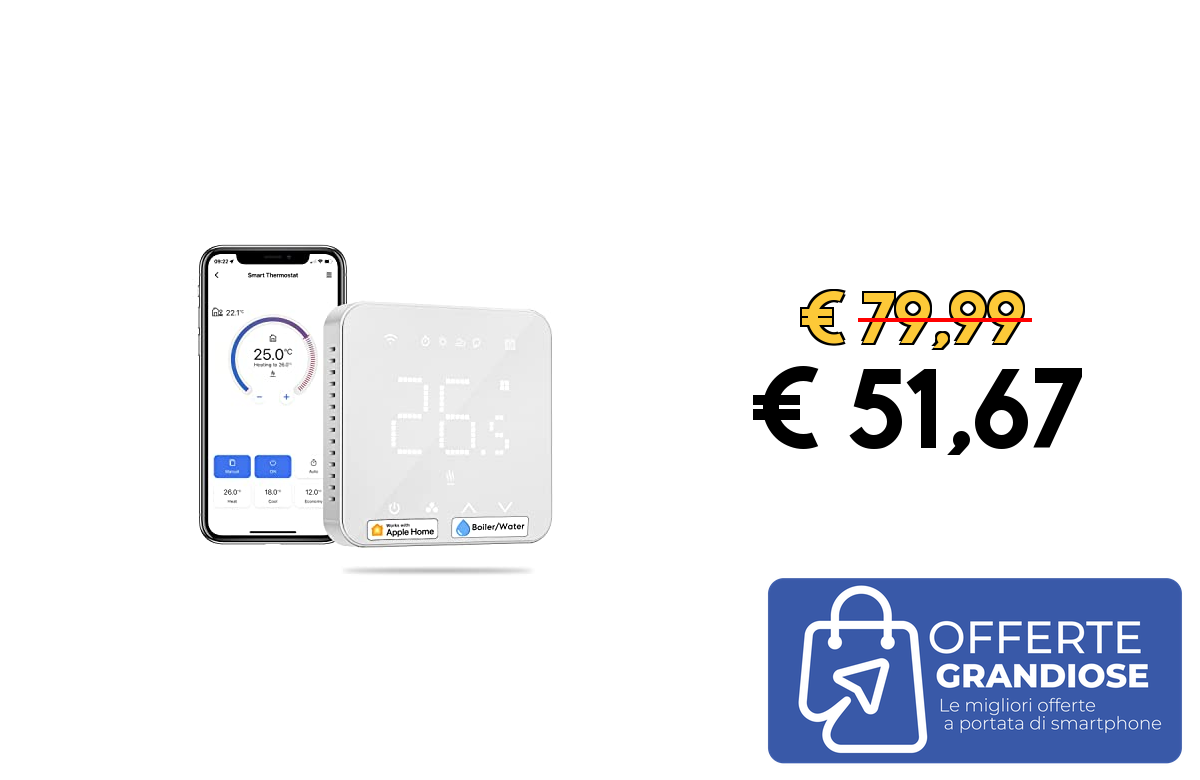 09:22
Smart Thermostat
22.1°C
25.0°C
Heating to 26.0°C
− +
Manual
Off
Auto
26.0°
18.0°
12.0°
Heat
Cool
Economy
26.5
Works with
Apple Home
Boiler/Water
€ 79,99
€ 51,67
OFFERTE
GRANDIOSE
Le migliori offerte
a portata di smartphone